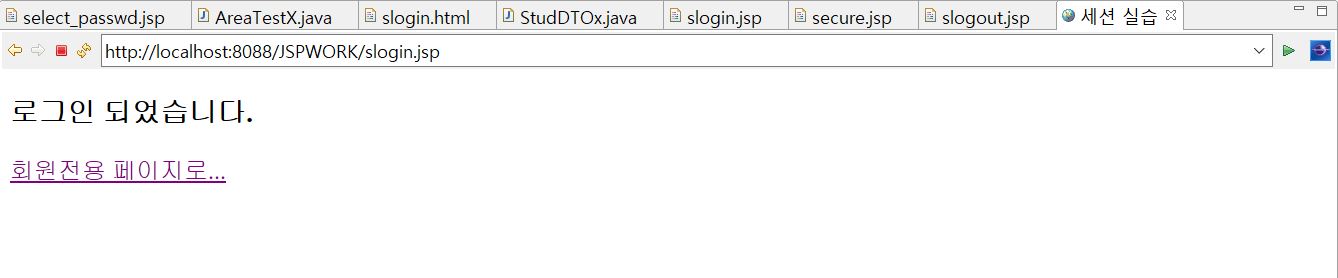 select_passwd.jsp AreaTestX.java slogin.html StudDTOx.java slogin.jsp secure.jsp slogout.jsp 세션 실습
http://localhost:8088/JSPWORK/slogin.jsp
로그인 되었습니다.
회원전용 페이지로...